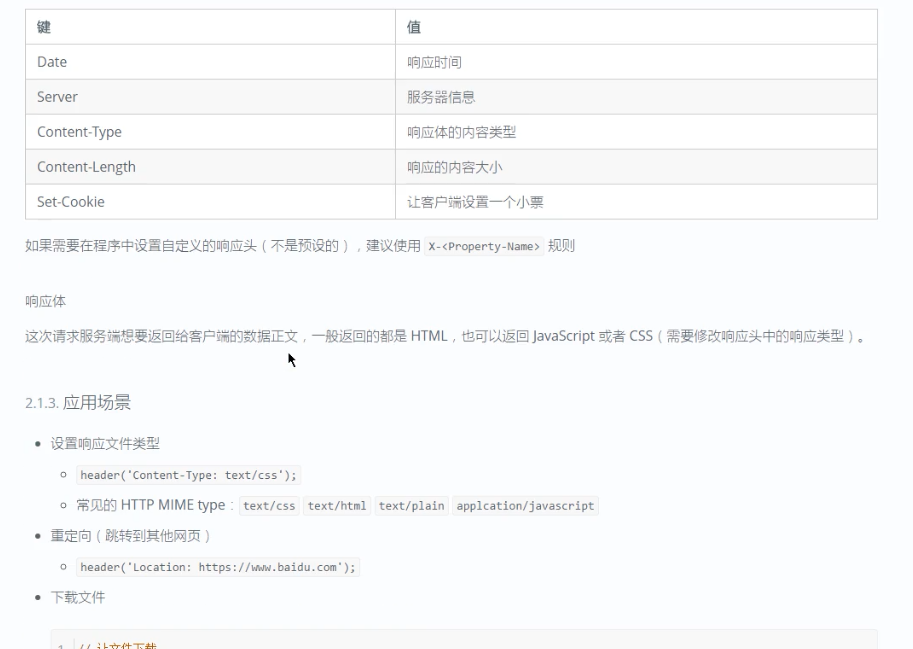 键 值
Date 响应时间
Server 服务器信息
Content-Type 响应体的内容类型
Content-Length 响应的内容大小
Set-Cookie 让客户端设置一个小票
如果需要在程序中设置自定义的响应头（不是预设的），建议使用 X-<Property-Name> 规则
响应体
这次请求服务端想要返回给客户端的数据正文，一般返回的都是 HTML，也可以返回 JavaScript 或者 CSS（需要修改响应头中的响应类型）。
2.1.3. 应用场景
设置响应文件类型
header('Content-Type: text/css');
常见的 HTTP MIME type： text/css text/html text/plain applcation/javascript
重定向（跳转到其他网页）
header('Location: https://www.baidu.com');
下载文件
1 // 让文件下载